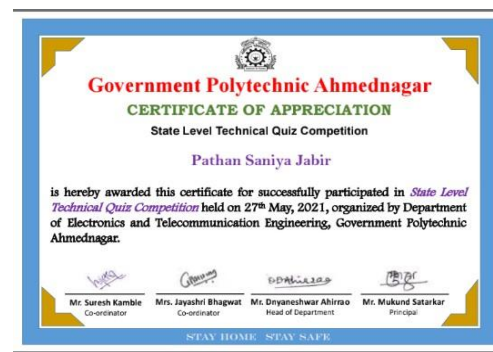 Government Polytechnic Ahmednagar
CERTIFICATE OF APPRECIATION
State Level Technical Quiz Competition
Pathan Saniya Jabir
is hereby awarded this certificate for successfully participated in State Level
Technical Quiz Competition held on 27th May, 2021, organized by Department
of Electronics and Telecommunication Engineering, Government Polytechnic
Ahmednagar.
Mr. Suresh Kamble Mrs. Jayashri Bhagwat Mr. Dnyaneshwar Ahirrao Mr. Mukund Satarkar
Co-ordinator Co-ordinator Head of Department Principal
STAY HOME STAY SAFE